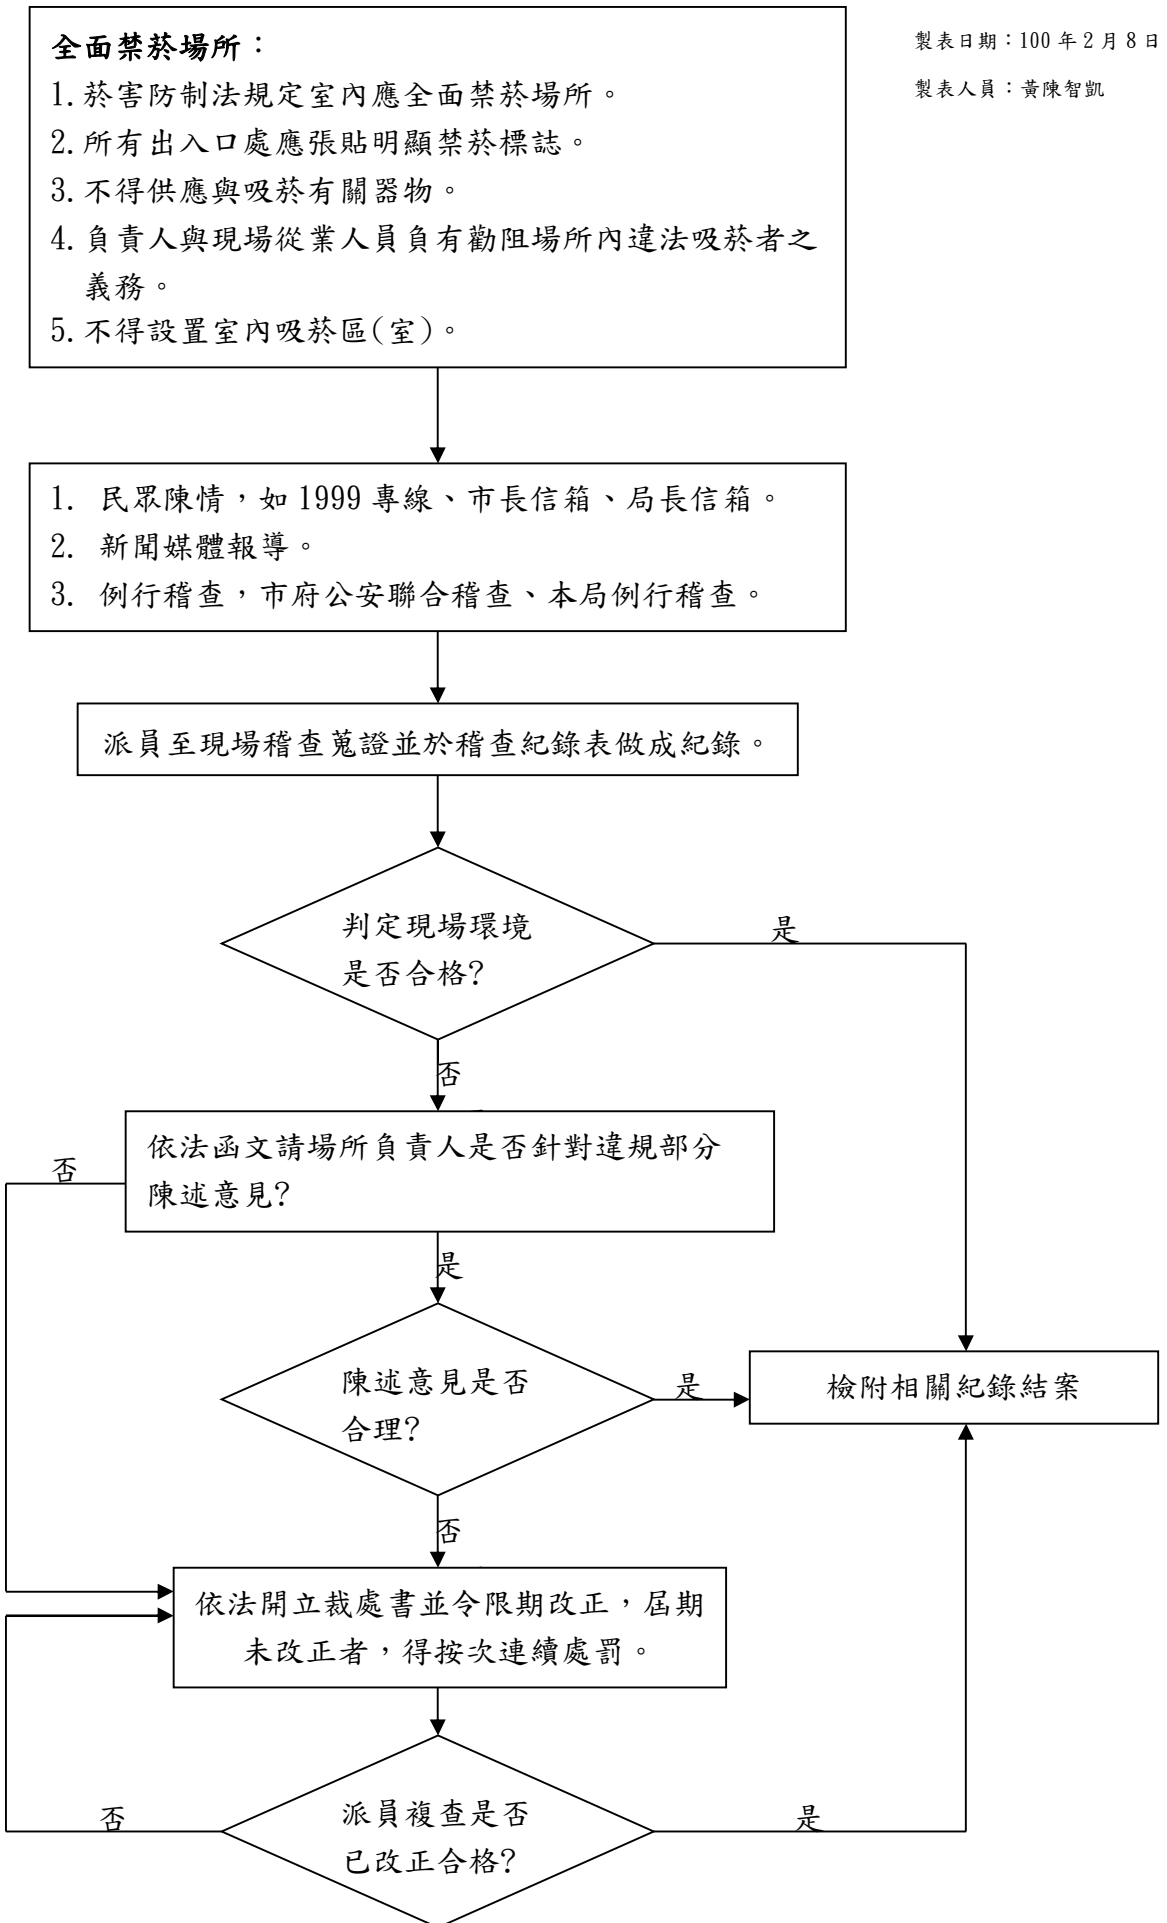 全面禁菸場所：
製表日期：100 年 2 月 8 日
製表人員：黃陳智凱
1.菸害防制法規定室內應全面禁菸場所。
2.所有出入口處應張貼明顯禁菸標誌。
3.不得供應與吸菸有關器物。
4.負責人與現場從業人員負有勸阻場所內違法吸菸者之
義務。
5.不得設置室內吸菸區(室)。
1. 民眾陳情，如 1999 專線、市長信箱、局長信箱。
2. 新聞媒體報導。
3. 例行稽查，市府公安聯合稽查、本局例行稽查。
派員至現場稽查蒐證並於稽查紀錄表做成紀錄。
判定現場環境
是否合格?
是
否
依法函文請場所負責人是否針對違規部分
陳述意見?
否
是
陳述意見是否
合理?
是
檢附相關紀錄結案
否
依法開立裁處書並令限期改正，屆期
未改正者，得按次連續處罰。
派員複查是否
已改正合格?
否
是